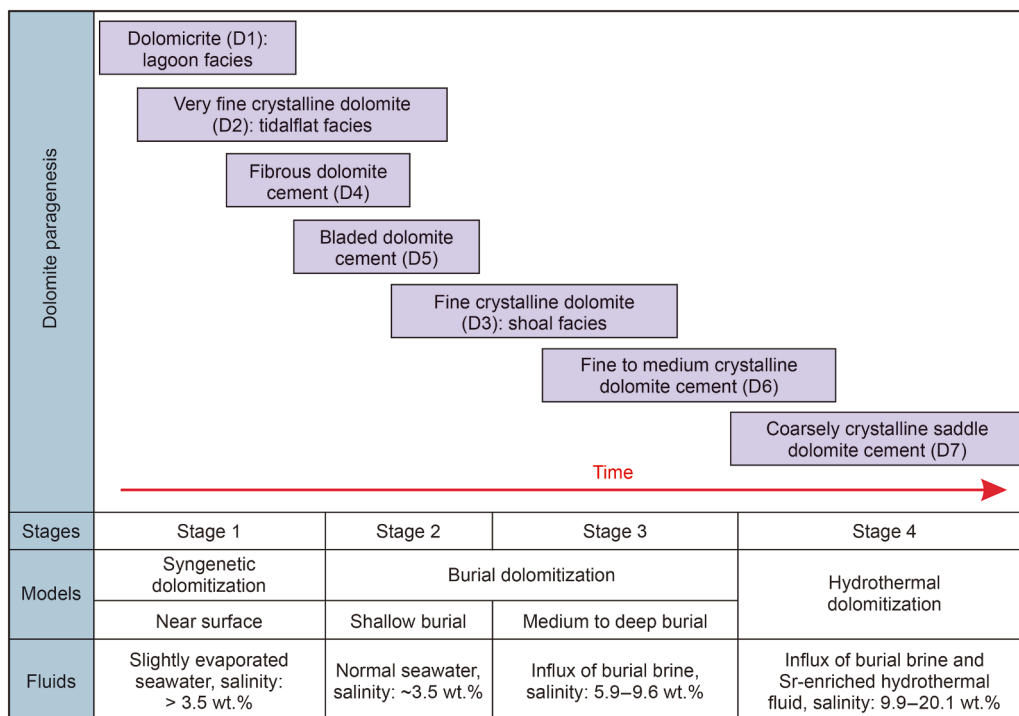 Dolomite paragenesis
Dolomicrite (D1):
lagoon facies
Very fine crystalline dolomite
(D2): tidalflat facies
Fibrous dolomite
cement (D4)
Bladed dolomite
cement (D5)
Fine crystalline dolomite
(D3): shoal facies
Fine to medium crystalline
dolomite cement (D6)
Coarsely crystalline saddle
dolomite cement (D7)
Time
Stages
Stage 1
Stage 2
Stage 3
Stage 4
Models
Syngenetic
dolomitization
Burial dolomitization
Hydrothermal
dolomitization
Near surface
Shallow burial
Medium to deep burial
Fluids
Slightly evaporated
seawater, salinity:
> 3.5 wt.%
Normal seawater,
salinity: ~3.5 wt.%
Influx of burial brine,
salinity: 5.9–9.6 wt.%
Influx of burial brine and
Sr-enriched hydrothermal
fluid, salinity: 9.9–20.1 wt.%